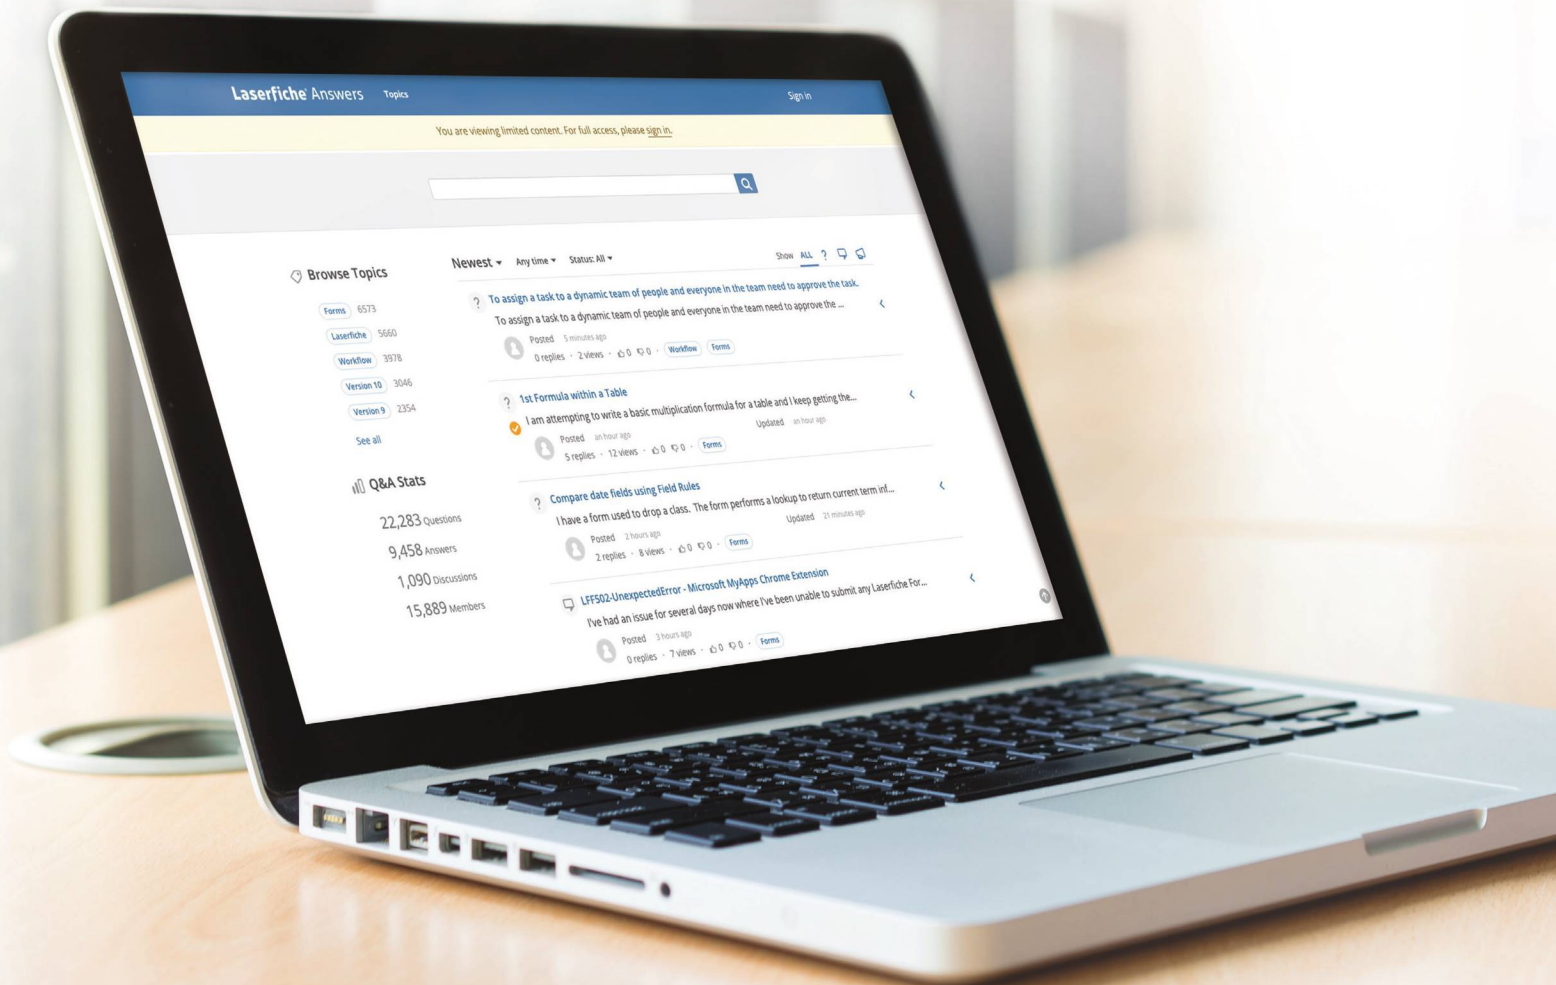 Laserfiche Answers Topics Sign in
You are viewing limited content. For full access, please sign in.
Browse Topics
Forms 6573
Laserfiche 5660
Workflow 3978
Version 10 3046
Version 9 2354
See all
Q&A Stats
22,283 Questions
9,458 Answers
1,090 Discussions
15,889 Members
Newest Any time Status: All Show ALL ?
? To assign a task to a dynamic team of people and everyone in the team need to approve the task.
To assign a task to a dynamic team of people and everyone in the team need to approve the ...
Posted 5 minutes ago
0 replies · 2 views · 0 0 · Workflow Forms
? 1st Formula within a Table
I am attempting to write a basic multiplication formula for a table and I keep getting the...
Posted an hour ago Updated an hour ago
5 replies · 12 views · 0 0 · Forms
? Compare date fields using Field Rules
I have a form used to drop a class. The form performs a lookup to return current term inf...
Posted 2 hours ago Updated 21 minutes ago
2 replies · 8 views · 0 0 · Forms
LFF502-UnexpectedError - Microsoft MyApps Chrome Extension
I've had an issue for several days now where I've been unable to submit any Laserfiche For...
Posted 3 hours ago
0 replies · 7 views · 0 0 · Forms